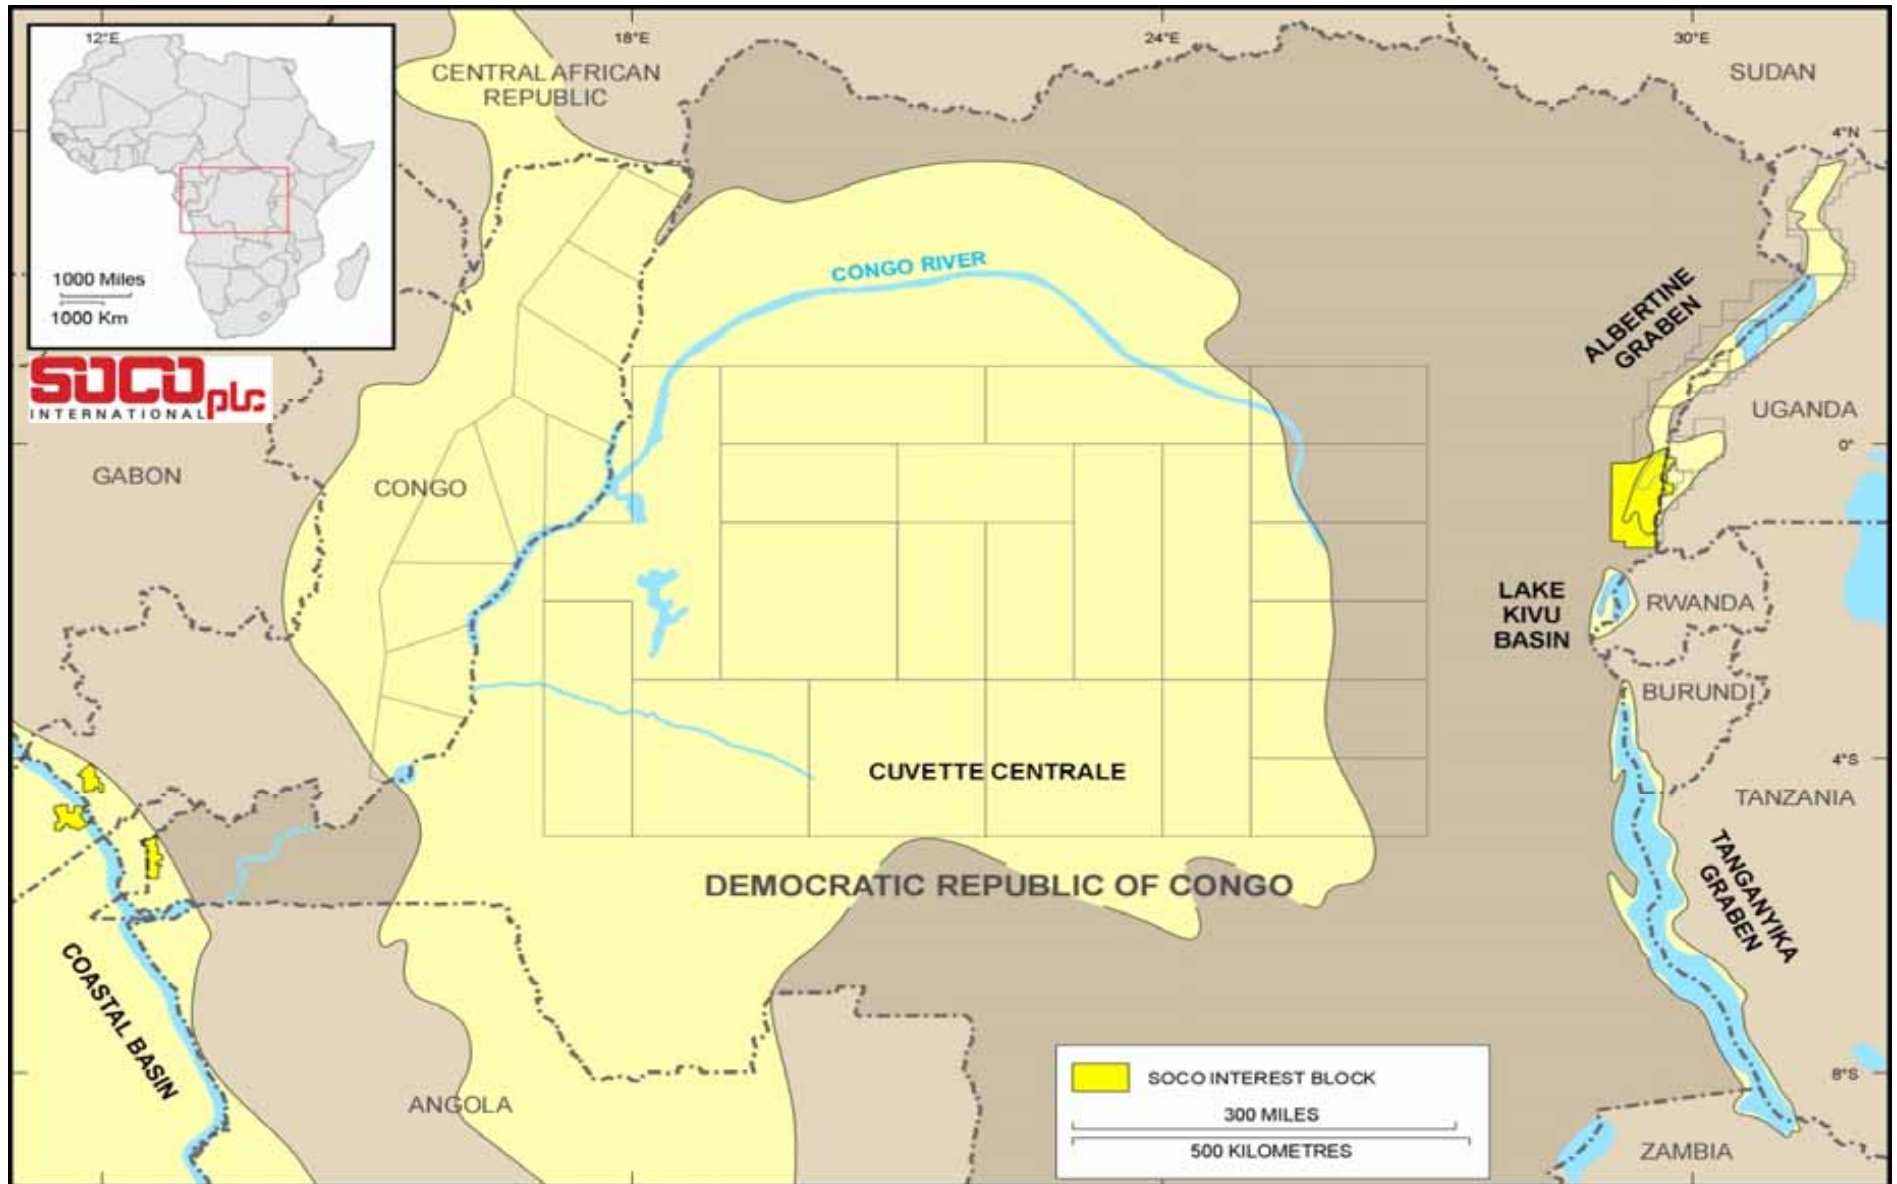 12°E
18°E
24°E
30°E
CENTRAL AFRICAN
REPUBLIC
SUDAN
4°N
1000 Miles
1000 Km
CONGO RIVER
ALBERTINE
GRABEN
SOCO
INTERNATIONAL plc
UGANDA
0°
GABON
CONGO
LAKE
KIVU
BASIN
RWANDA
BURUNDI
4°S
CUVETTE CENTRALE
TANZANIA
DEMOCRATIC REPUBLIC OF CONGO
TANGANYIKA
GRABEN
COASTAL BASIN
SOCO INTEREST BLOCK
8°S
ANGOLA
300 MILES
500 KILOMETRES
ZAMBIA